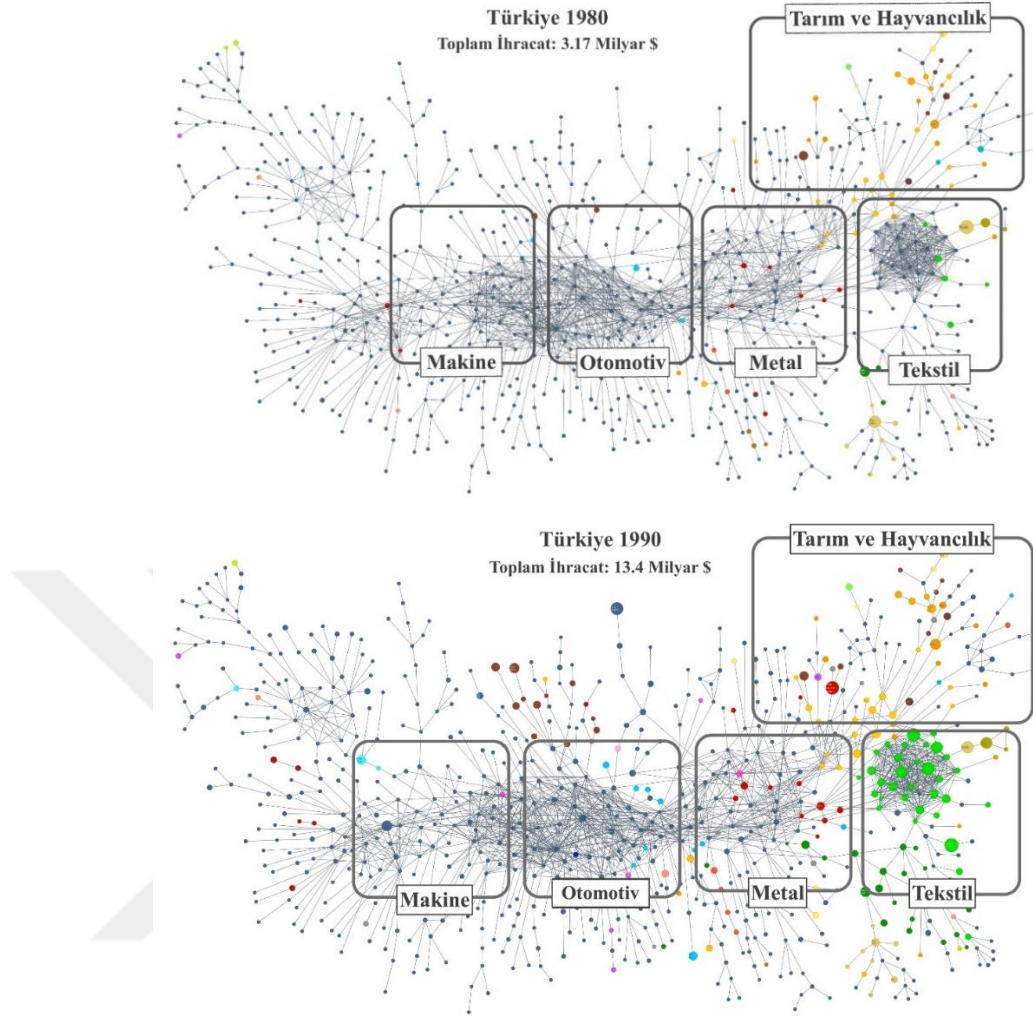 Türkiye 1980
Toplam İhracat: 3.17 Milyar $
Tarım ve Hayvancılık
Makine
Otomotiv
Metal
Tekstil
Türkiye 1990
Toplam İhracat: 13.4 Milyar $
Tarım ve Hayvancılık
Makine
Otomotiv
Metal
Tekstil